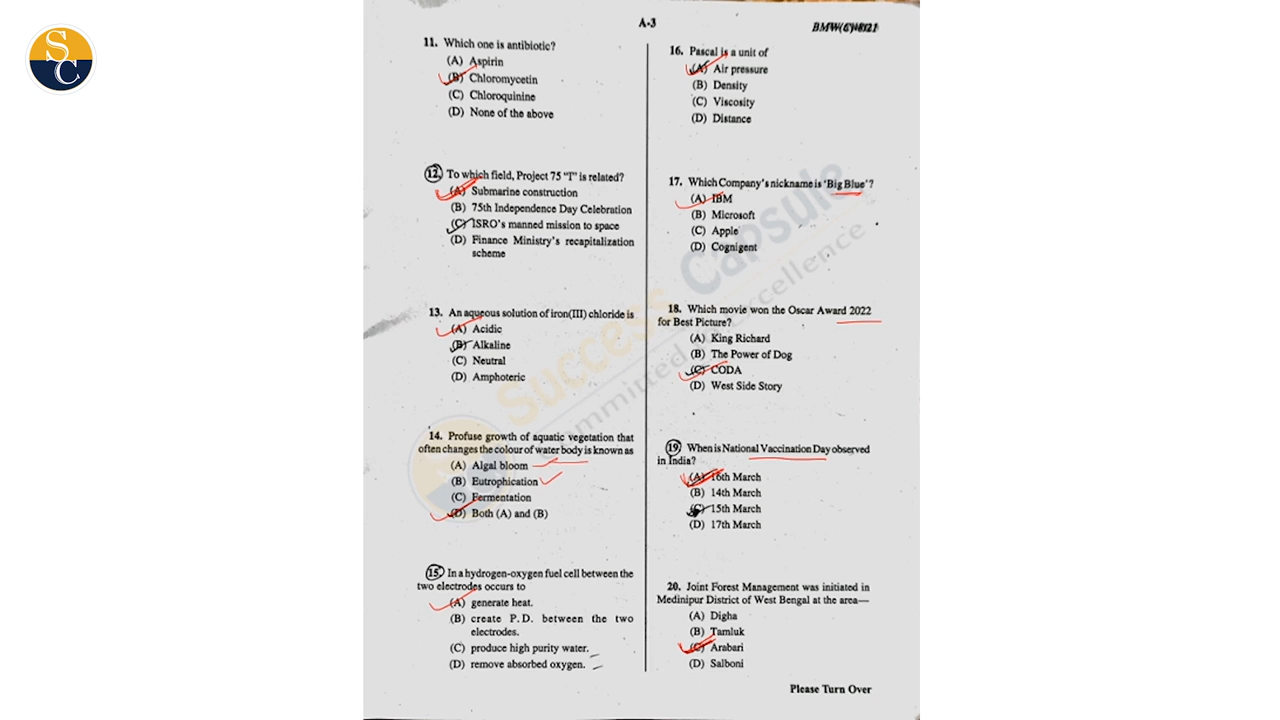 S
C
A-3
11. Which one is antibiotic?
(A) Aspirin
(B) Chloromycetin
(C) Chloroquinine
(D) None of the above
12. To which field, Project 75 “I” is related?
(A) Submarine construction
(B) 75th Independence Day Celebration
(C) ISRO's manned mission to space
(D) Finance Ministry's recapitalization
scheme
13. An aqueous solution of iron(III) chloride is
(A) Acidic
(B) Alkaline
(C) Neutral
(D) Amphoteric
14. Profuse growth of aquatic vegetation that
often changes the colour of water body is known as
(A) Algal bloom
(B) Eutrophication
(C) Fermentation
(D) Both (A) and (B)
15. In a hydrogen-oxygen fuel cell between the
two electrodes occurs to
(A) generate heat.
(B) create P.D. between the two
electrodes.
(C) produce high purity water.
(D) remove absorbed oxygen.
16. Pascal is a unit of
(A) Air pressure
(B) Density
(C) Viscosity
(D) Distance
17. Which Company's nickname is ‘Big Blue’?
(A) IBM
(B) Microsoft
(C) Apple
(D) Cognigent
18. Which movie won the Oscar Award 2022
for Best Picture?
(A) King Richard
(B) The Power of Dog
(C) CODA
(D) West Side Story
19. When is National Vaccination Day observed
in India?
(A) 16th March
(B) 14th March
(C) 15th March
(D) 17th March
20. Joint Forest Management was initiated in
Medinipur District of West Bengal at the area—
(A) Digha
(B) Tamluk
(C) Arabari
(D) Salboni
Please Turn Over
Success Capsule
Committed to Excellence